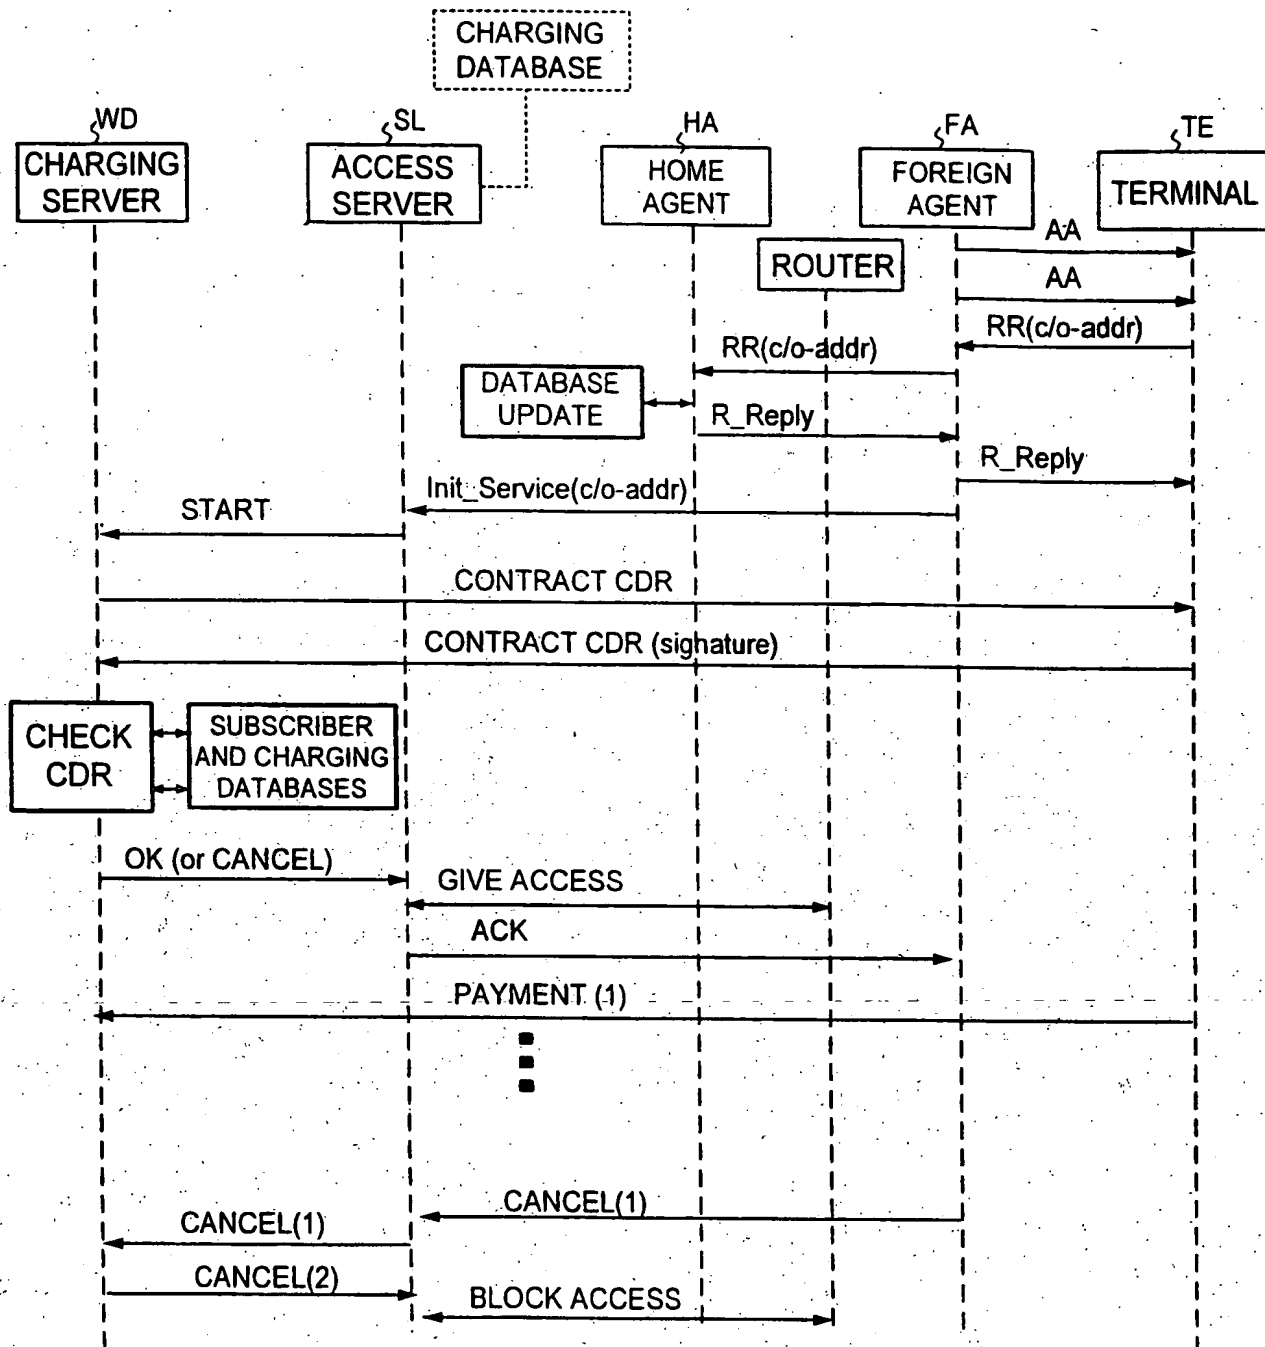 CHARGING
DATABASE
WD
SL
HA
FA
TE
CHARGING
SERVER
ACCESS
SERVER
HOME
AGENT
FOREIGN
AGENT
TERMINAL
AA
ROUTER
AA
RR(c/o-addr)
RR(c/o-addr)
DATABASE
UPDATE
R_Reply
R_Reply
Init_Service(c/o-addr)
START
CONTRACT CDR
CONTRACT CDR (signature)
CHECK
CDR
SUBSCRIBER
AND CHARGING
DATABASES
OK (or CANCEL)
GIVE ACCESS
ACK
PAYMENT (1)
CANCEL(1)
CANCEL(1)
CANCEL(2)
BLOCK ACCESS